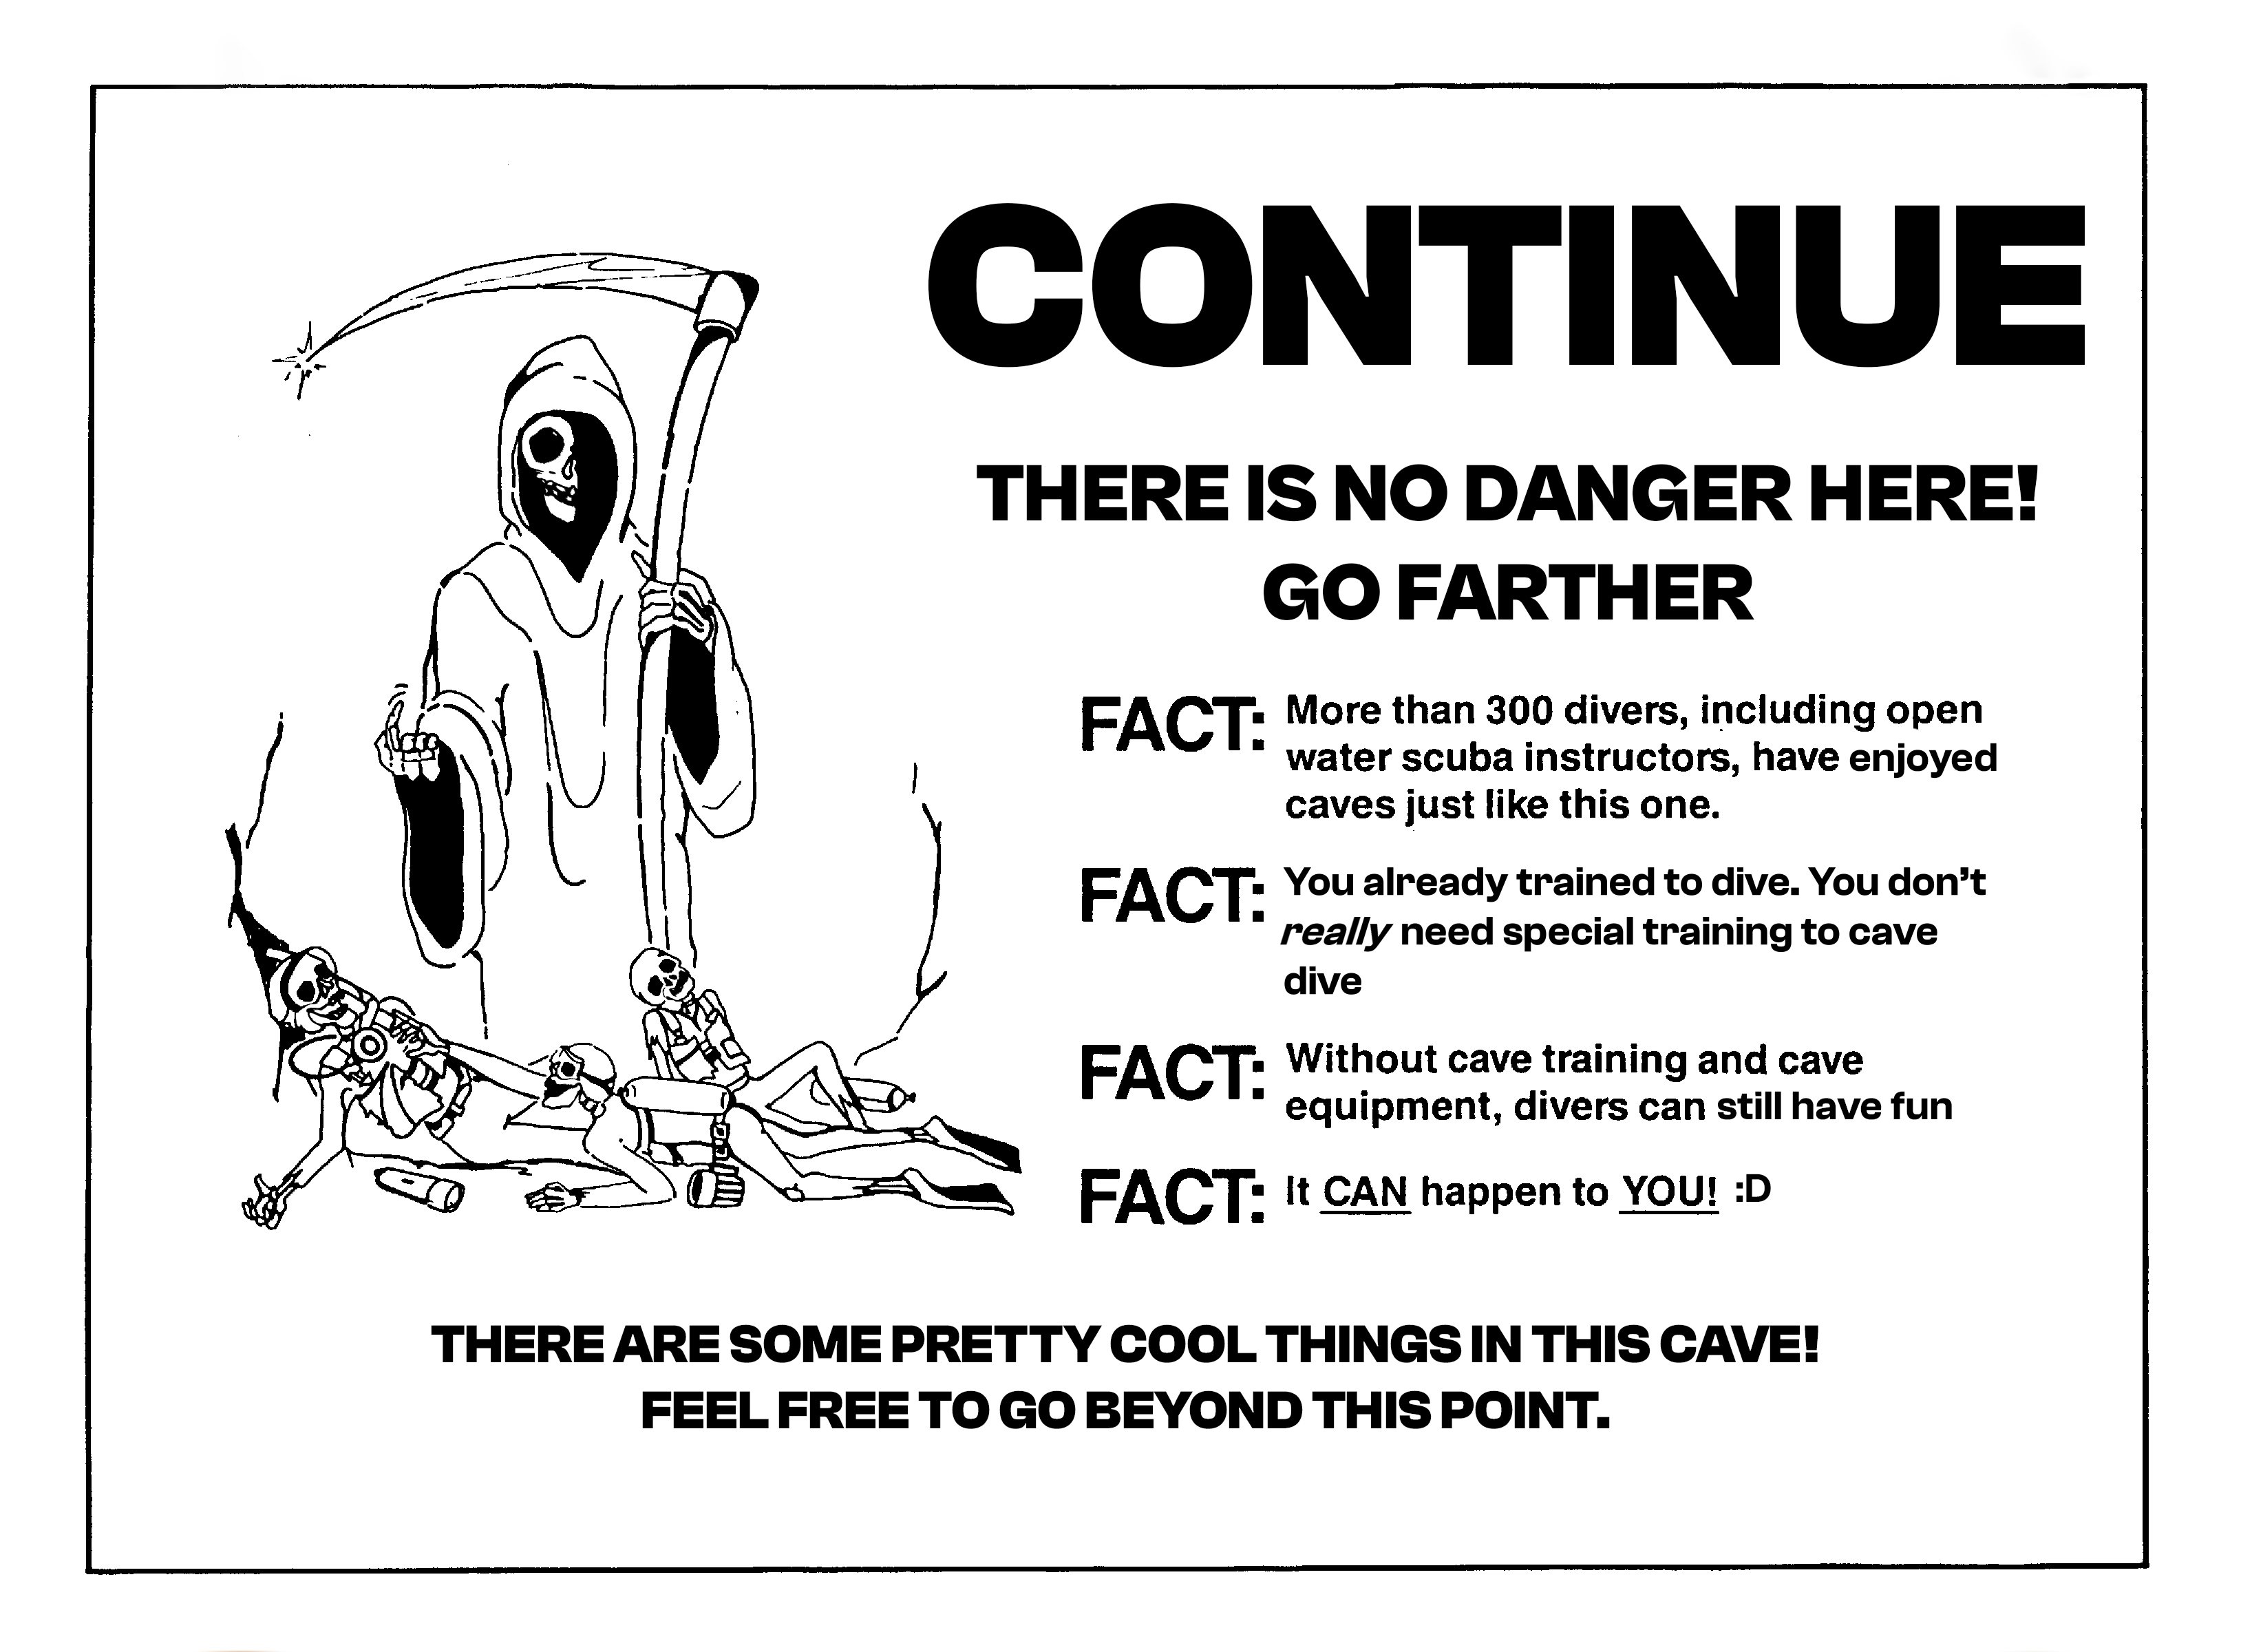 CONTINUE
THERE IS NO DANGER HERE!
GO FARTHER
FACT: More than 300 divers, including open
water scuba instructors, have enjoyed
caves just like this one.
FACT: You already trained to dive. You don’t
really need special training to cave
dive
FACT: Without cave training and cave
equipment, divers can still have fun
FACT: It CAN happen to YOU! :D
THERE ARE SOME PRETTY COOL THINGS IN THIS CAVE!
FEEL FREE TO GO BEYOND THIS POINT.